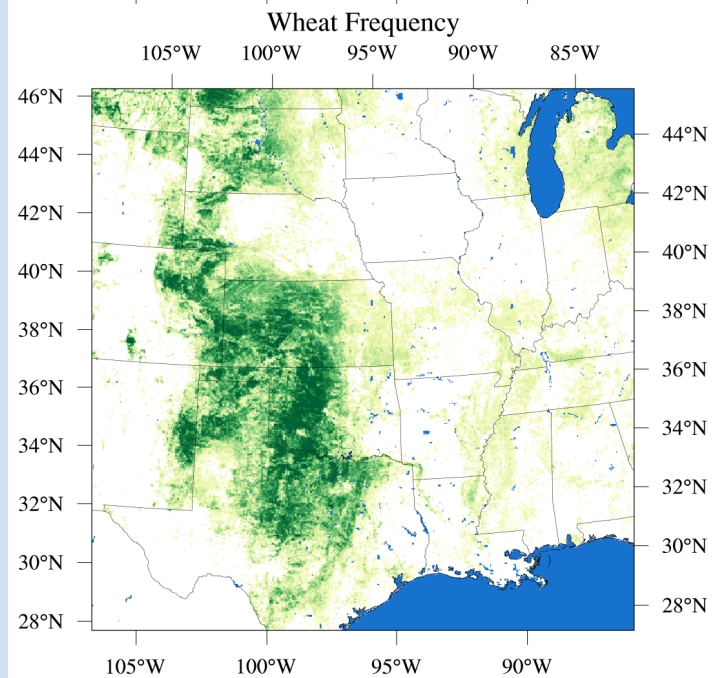 Wheat Frequency
105°W 100°W 95°W 90°W 85°W
46°N
44°N 44°N
42°N 42°N
40°N 40°N
38°N 38°N
36°N 36°N
34°N 34°N
32°N 32°N
30°N 30°N
28°N 28°N
105°W 100°W 95°W 90°W